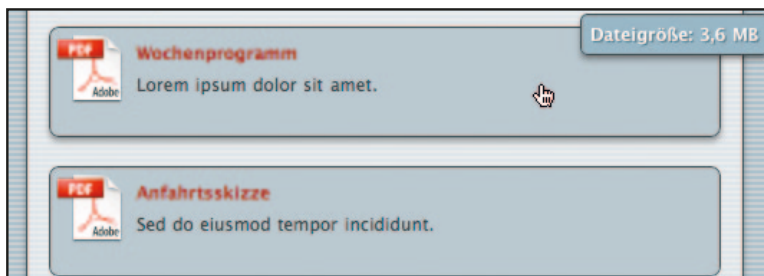 Dateigröße: 3,6 MB
PDF
Wochenprogramm
Lorem ipsum dolor sit amet.
Adobe
PDF
Anfahrtsskizze
Sed do eiusmod tempor incididunt.
Adobe